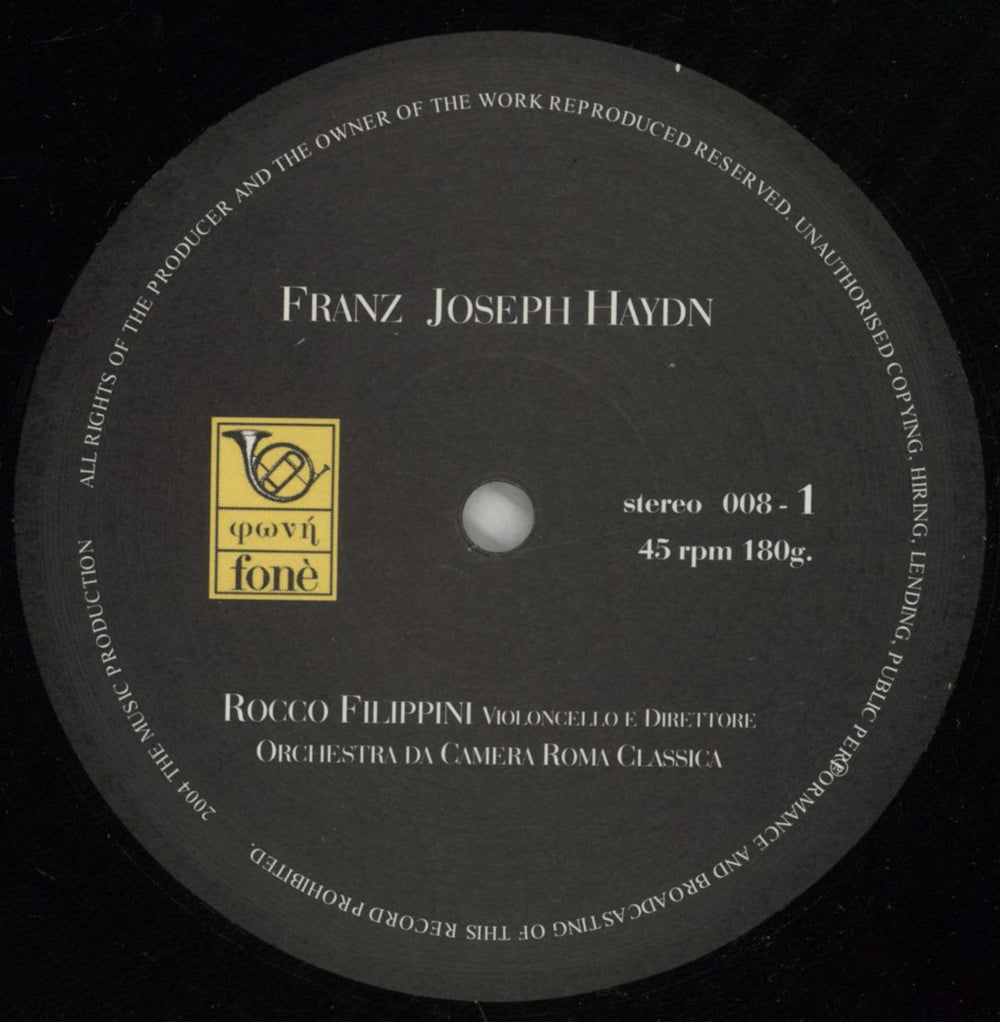 ALL RIGHTS OF THE PRODUCER AND THE OWNER OF THE WORK REPRODUCED RESERVED. UNAUTHORISED COPYING, HIRING, LENDING, PUBLIC PERFORMANCE AND BROADCASTING OF THIS RECORD PROHIBITED.
FRANZ JOSEPH HAYDN
φωνή
fonè
stereo 008 - 1
45 rpm 180g.
ROCCO FILIPPINI VIOLONCELLO E DIRETTORE
ORCHESTRA DA CAMERA ROMA CLASSICA
℗
2004 THE MUSIC PRODUCTION